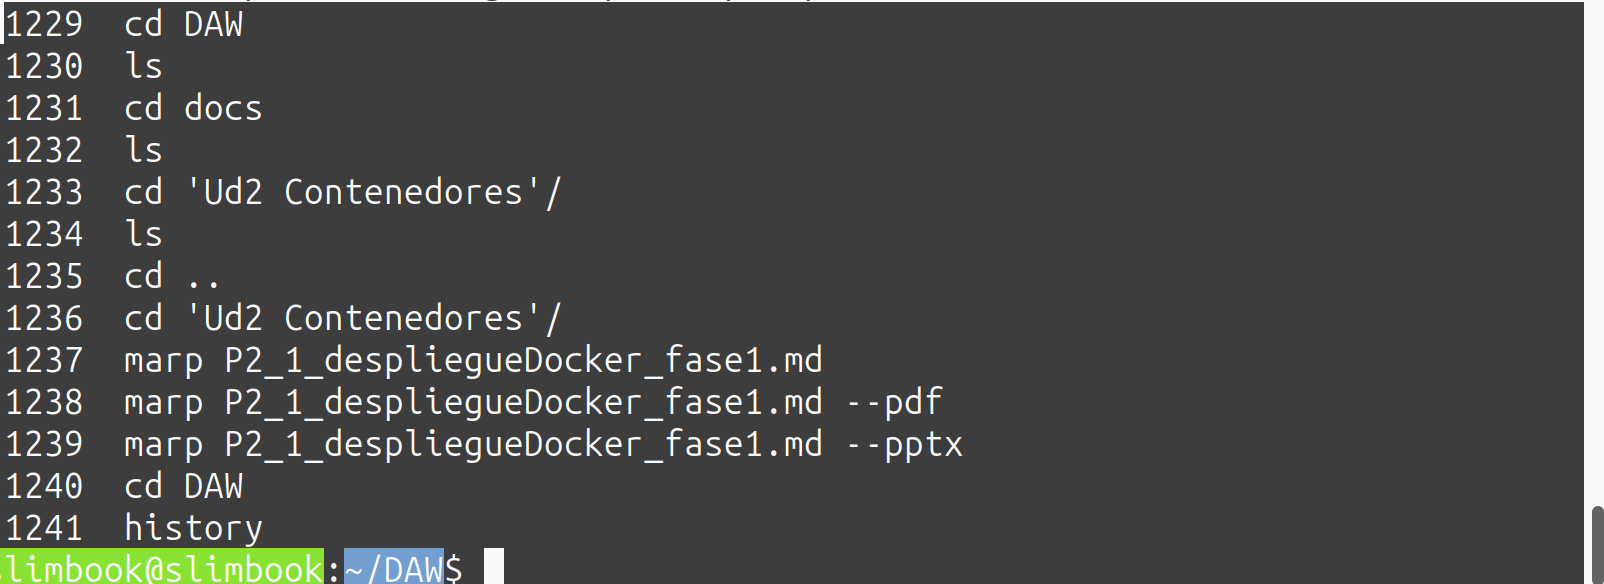 1229 cd DAW
1230 ls
1231 cd docs
1232 ls
1233 cd 'Ud2 Contenedores'/
1234 ls
1235 cd ..
1236 cd 'Ud2 Contenedores'/
1237 marp P2_1_despliegueDocker_fase1.md
1238 marp P2_1_despliegueDocker_fase1.md --pdf
1239 marp P2_1_despliegueDocker_fase1.md --pptx
1240 cd DAW
1241 history
limbook@slimbook:~/DAW$